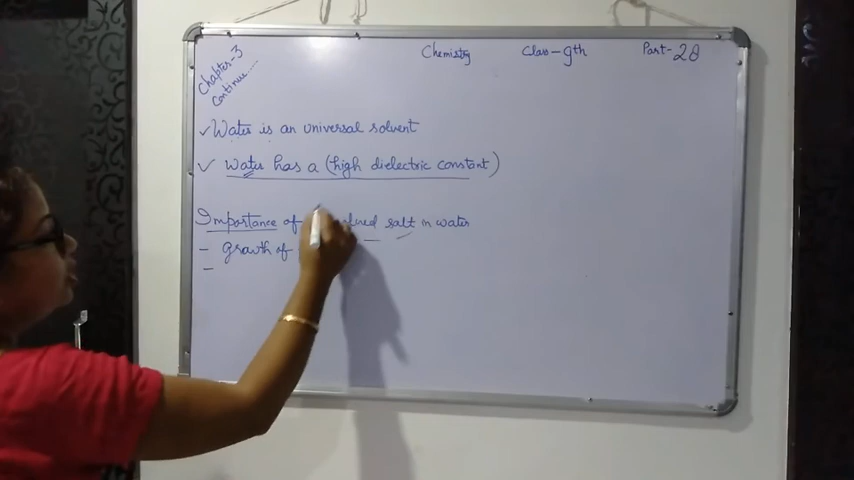 Chapter-3
Continue....
Chemistry Class-9th Part-28
✓ Water is an universal solvent
✓ Water has a (high dielectric constant)
Importance of salt in water
- Growth of
-